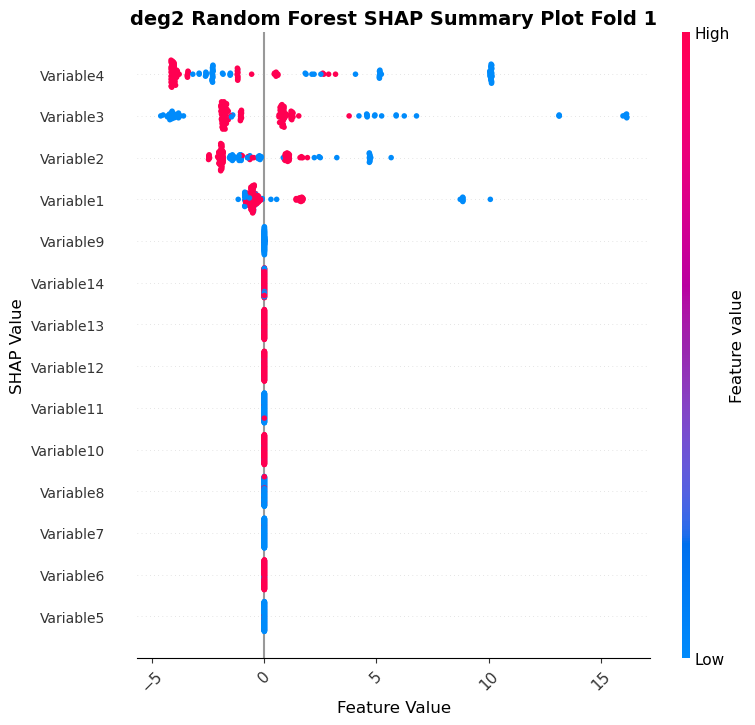 deg2 Random Forest SHAP Summary Plot Fold 1
High
Variable4
Variable3
Variable2
Variable1
Variable9
Variable14
Variable13
Variable12
Variable11
Variable10
Variable8
Variable7
Variable6
Variable5
SHAP Value
Feature value
Low
−5
0
5
10
15
Feature Value